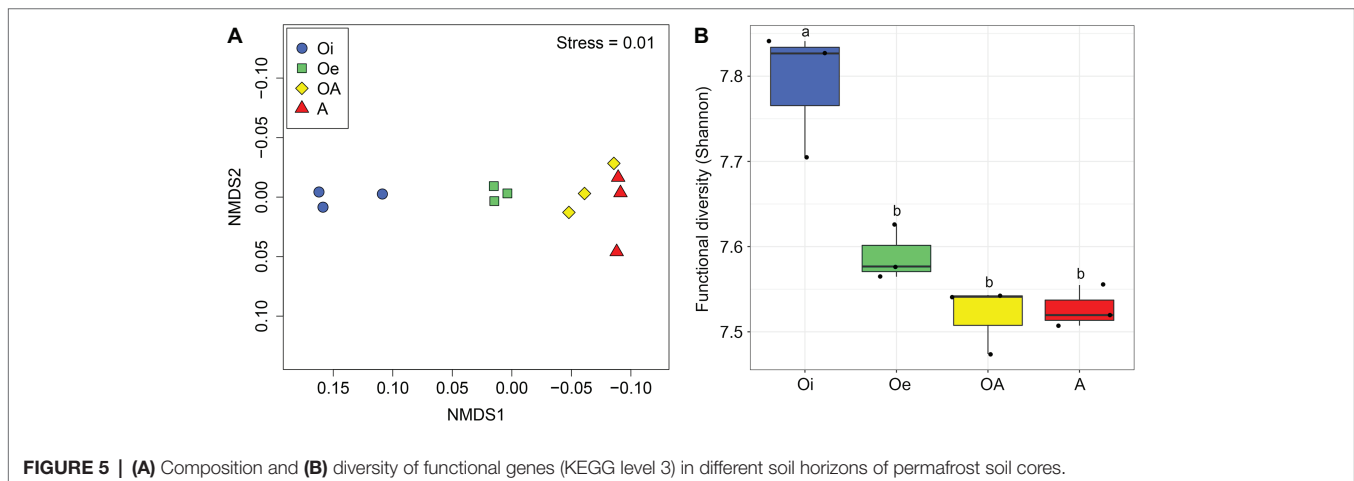 A
Stress = 0.01
Oi
Oe
OA
A
−0.10
−0.05
0.00
0.05
0.10
NMDS2
0.15
0.10
0.05
0.00
−0.05
−0.10
NMDS1
B
a
b
b
b
7.8
7.7
7.6
7.5
Functional diversity (Shannon)
Oi
Oe
OA
A
FIGURE 5 | (A) Composition and (B) diversity of functional genes (KEGG level 3) in different soil horizons of permafrost soil cores.